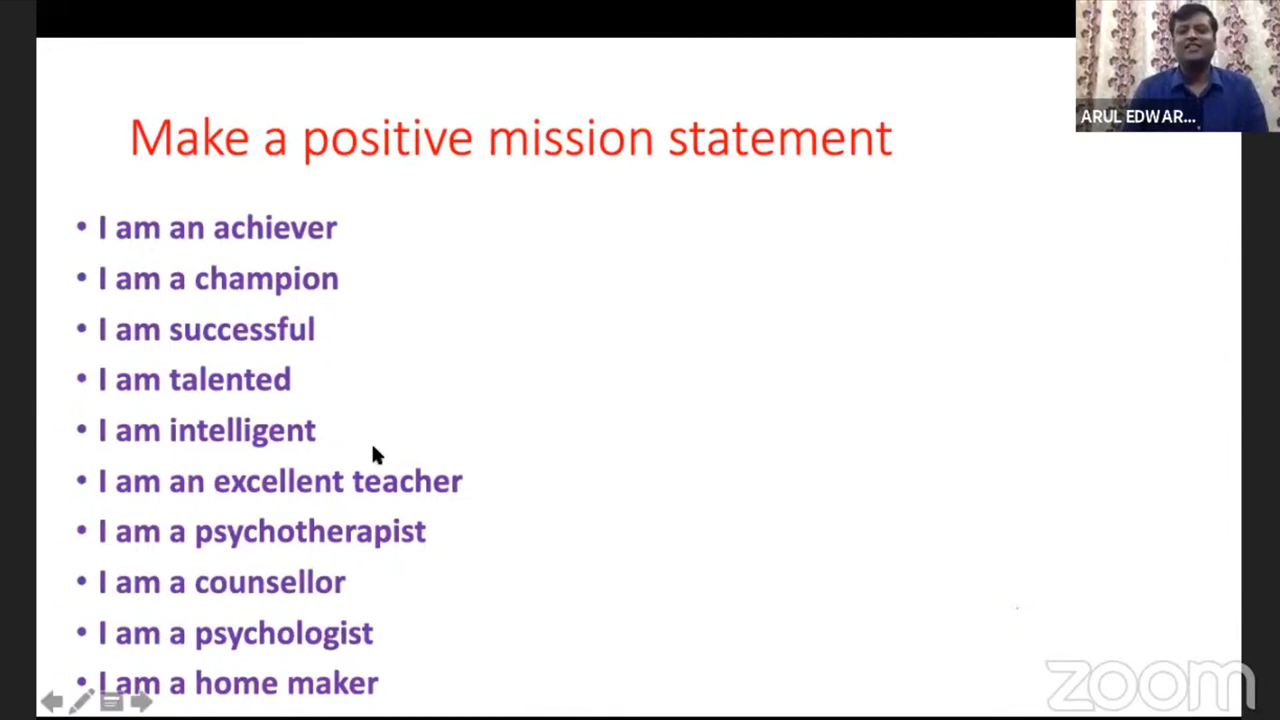 Make a positive mission statement
ARUL EDWAR...
• I am an achiever
• I am a champion
• I am successful
• I am talented
• I am intelligent
• I am an excellent teacher
• I am a psychotherapist
• I am a counsellor
• I am a psychologist
• I am a home maker
zoom